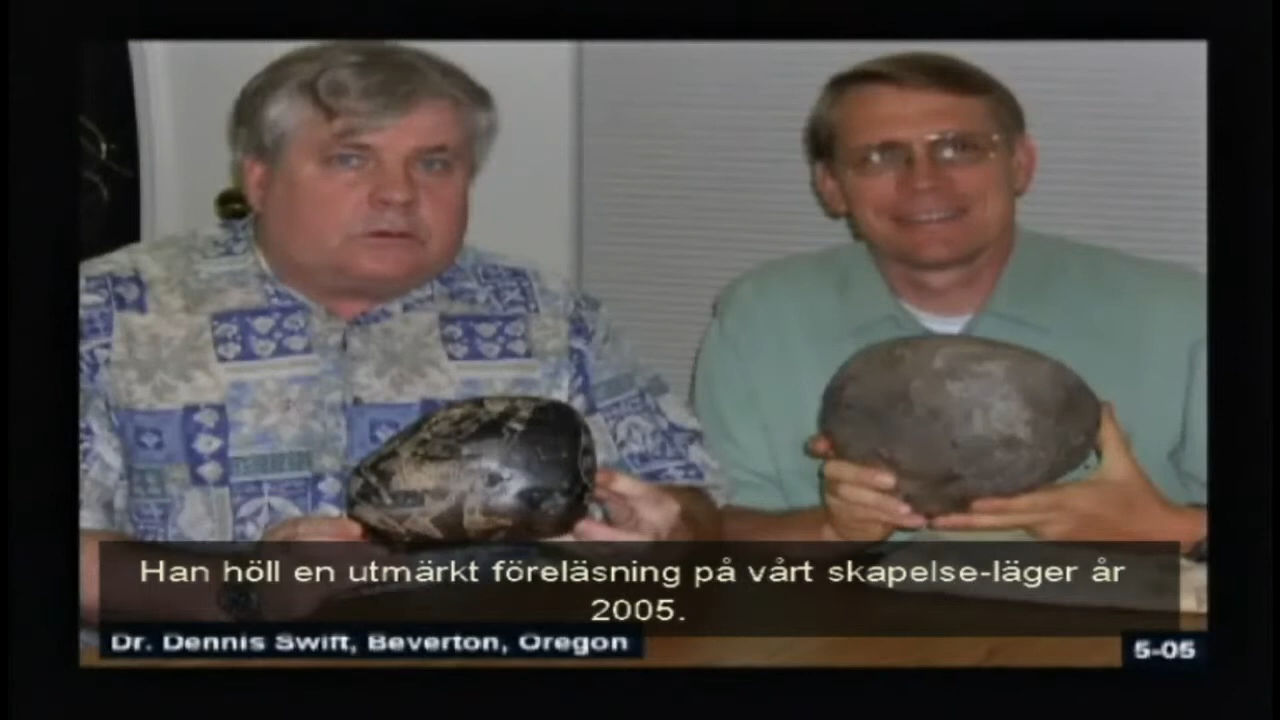 Han höll en utmärkt föreläsning på vårt skapelse-läger år
2005.
Dr. Dennis Swift, Beverton, Oregon
5-05